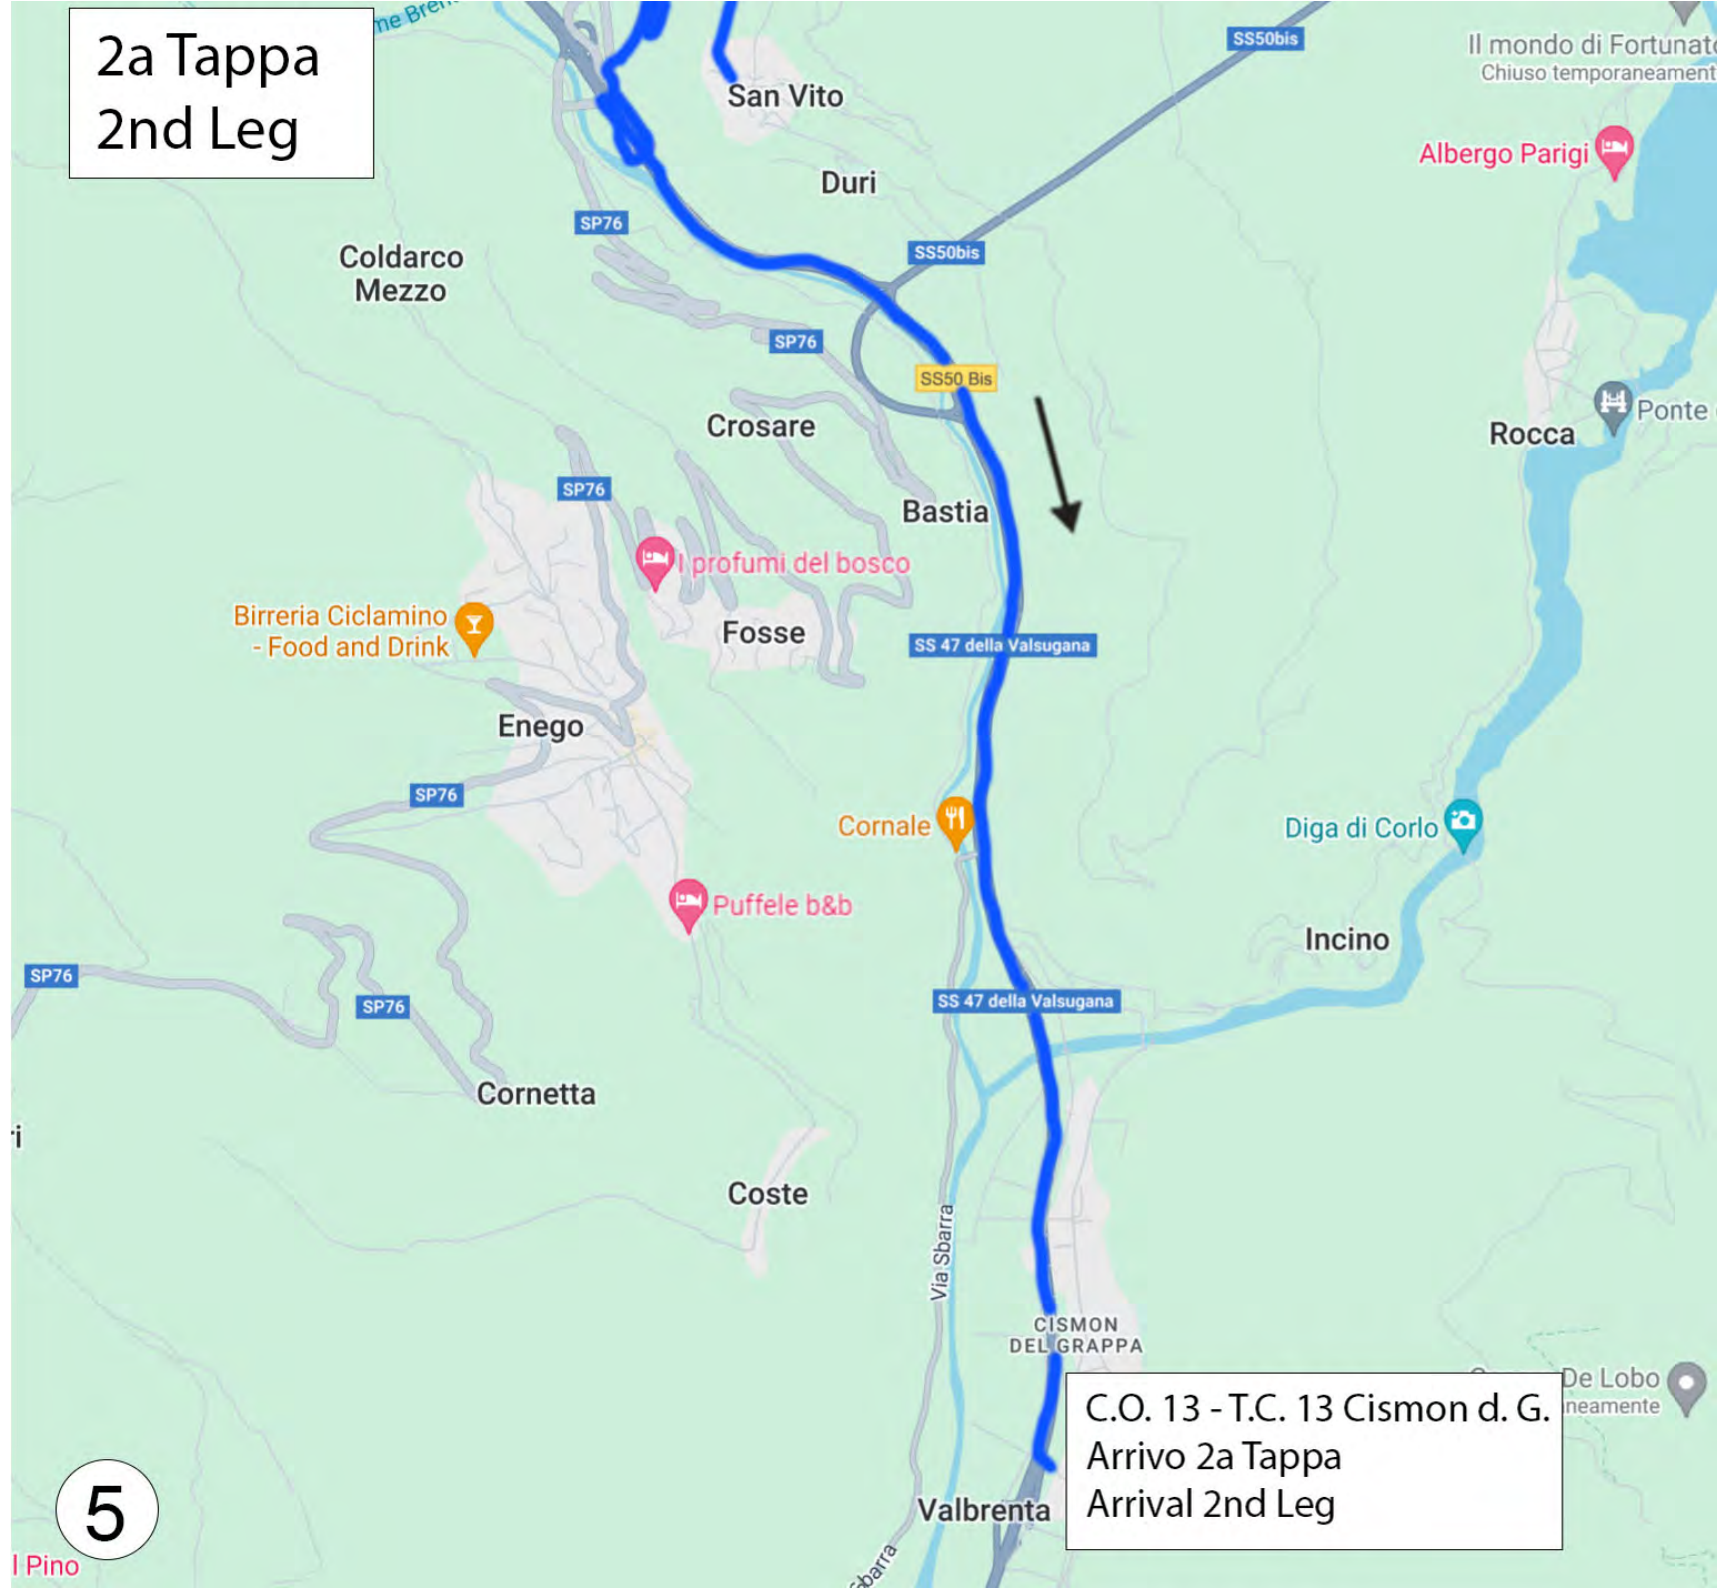 2a Tappa
2nd Leg
SS50bis
Il mondo di Fortunat
Chiuso temporaneament
San Vito
Albergo Parigi
Duri
SP76
Coldarco
Mezzo
SS50bis
SP76
SS50 Bis
Ponte
Rocca
Crosare
SP76
Bastia
I profumi del bosco
Birreria Ciclamino
- Food and Drink
Fosse
SS 47 della Valsugana
Enego
SP76
Cornale
Diga di Corlo
Puffele b&b
Incino
SP76
SP76
SS 47 della Valsugana
Cornetta
ri
Coste
Via Sbarra
CISMON
DEL GRAPPA
De Lobo
neamente
C.O. 13 - T.C. 13 Cismon d. G.
Arrivo 2a Tappa
Arrival 2nd Leg
5
Valbrenta
l Pino
Sbarra